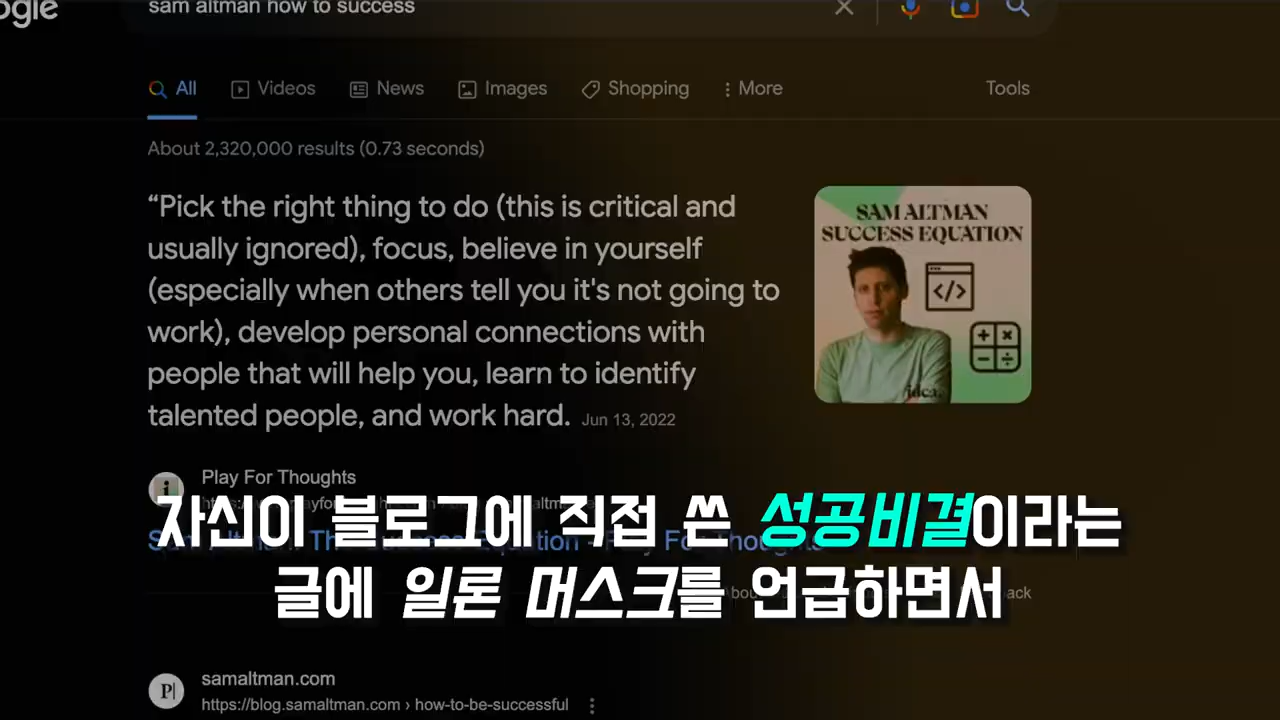 ogle
sam altman how to success
All Videos News Images Shopping More Tools
About 2,320,000 results (0.73 seconds)
“Pick the right thing to do (this is critical and
usually ignored), focus, believe in yourself
(especially when others tell you it's not going to
work), develop personal connections with
people that will help you, learn to identify
talented people, and work hard. Jun 13, 2022
SAM ALTMAN
SUCCESS EQUATION
idea.
Play For Thoughts
자신이 블로그에 직접 쓴 성공비결이라는
글에 일론 머스크를 언급하면서
samaltman.com
https://blog.samaltman.com › how-to-be-successful